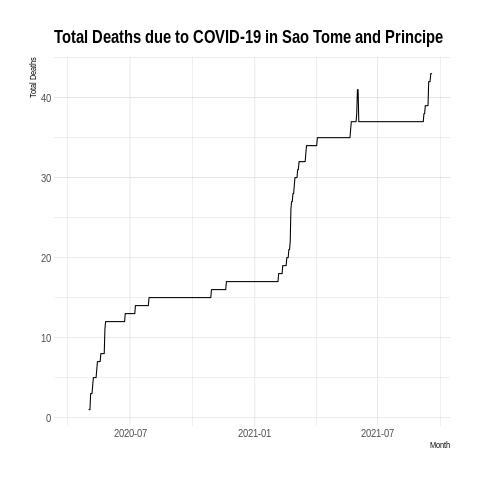 Total Deaths due to COVID-19 in Sao Tome and Principe
Total Deaths
40
30
20
10
0
2020-07 2021-01 2021-07
Month